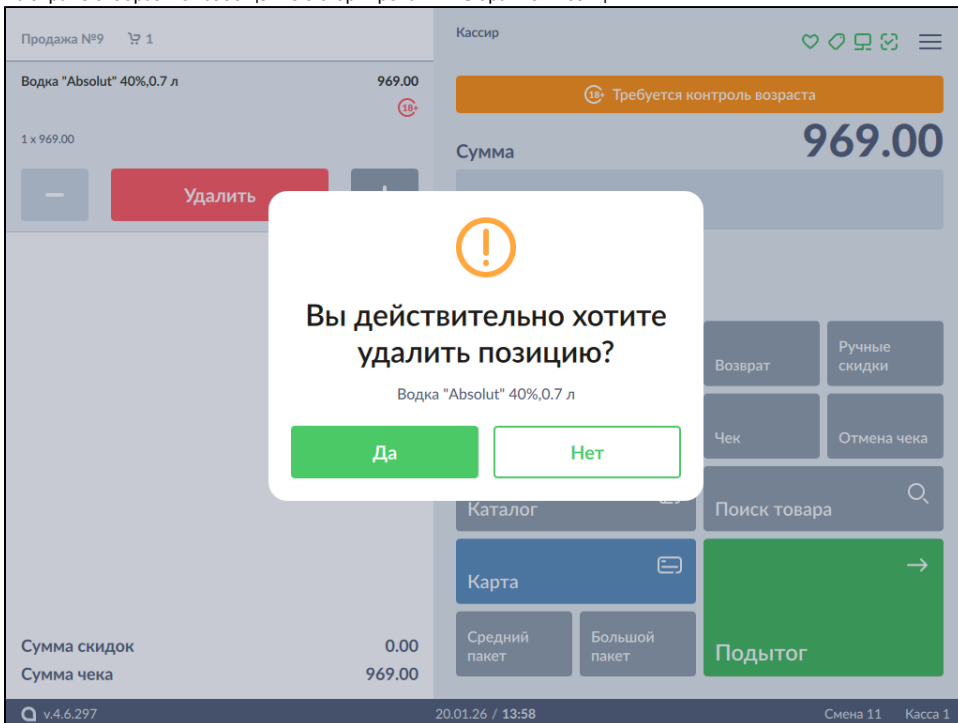 Продажа №9 1
Кассир
Водка "Absolut" 40%,0.7 л 969.00
18+
1 x 969.00
Удалить
18+ Требуется контроль возраста
Сумма 969.00
Вы действительно хотите
удалить позицию?
Водка "Absolut" 40%,0.7 л
Да
Нет
Возврат
Ручные
скидки
Чек
Отмена чека
Каталог
Поиск товара
Карта
Средний
пакет
Большой
пакет
Подытог
Сумма скидок 0.00
Сумма чека 969.00
v.4.6.297
20.01.26 / 13:58
Смена 11 Касса 1